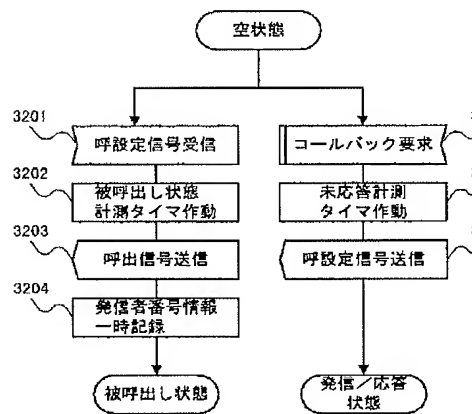 空状態
3201
呼設定信号受信
コールバック要求
3202
被呼出し状態
計測タイマ作動
未応答計測
タイマ作動
3203
呼出信号送信
呼設定信号送信
3204
発信者番号情報
一時記録
被呼出し状態
発信/応答
状態